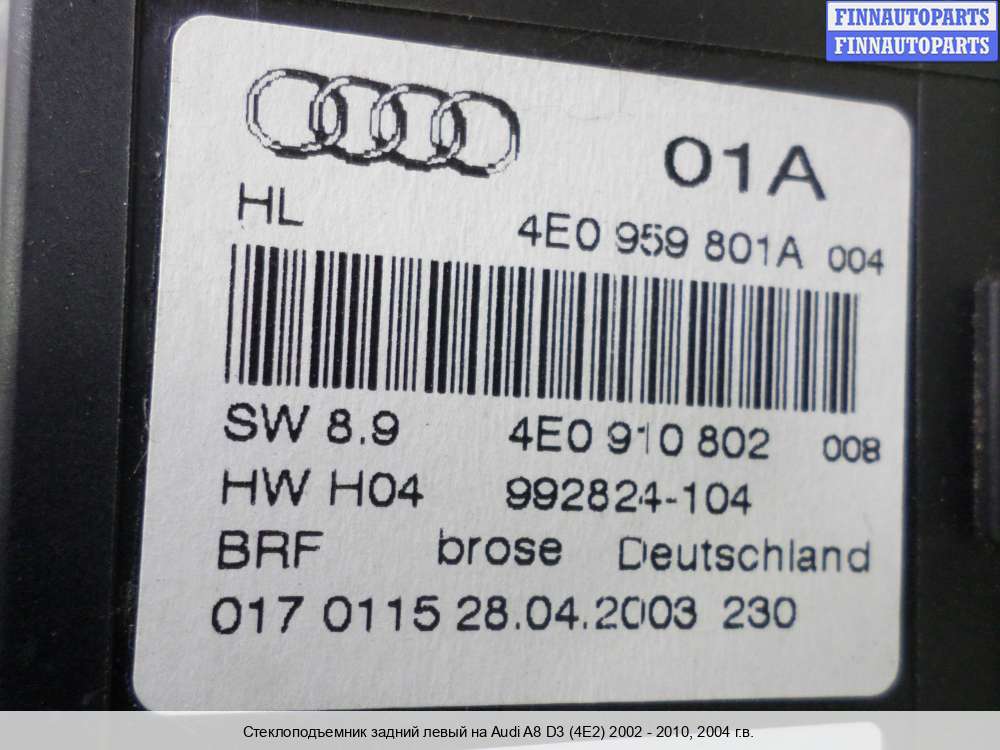 FINNAUTOPARTS
FINNAUTOPARTS
01A
HL
4E0 959 801A 004
SW 8.9 4E0 910 802 008
HW H04 992824-104
BRF brose Deutschland
017 0115 28.04.2003 230
Стеклоподъемник задний левый на Audi A8 D3 (4E2) 2002 - 2010, 2004 г.в.